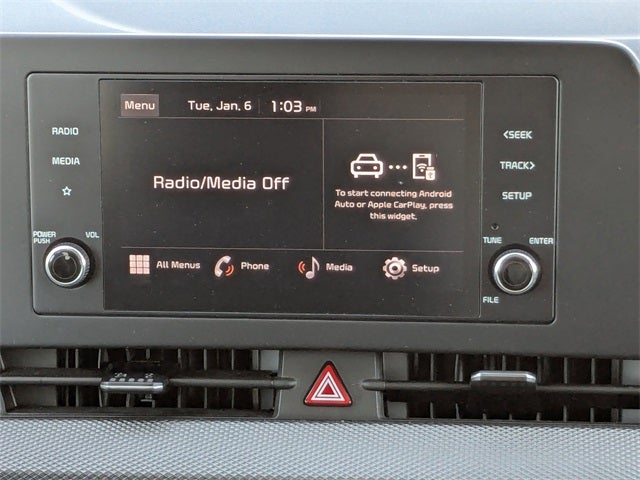 Menu Tue, Jan. 6 1:03 PM
RADIO
MEDIA
<SEEK
TRACK>
SETUP
Radio/Media Off
To start connecting Android
Auto or Apple CarPlay, press
this widget.
POWER
PUSH
VOL
TUNE
ENTER
FILE
All Menus Phone Media Setup